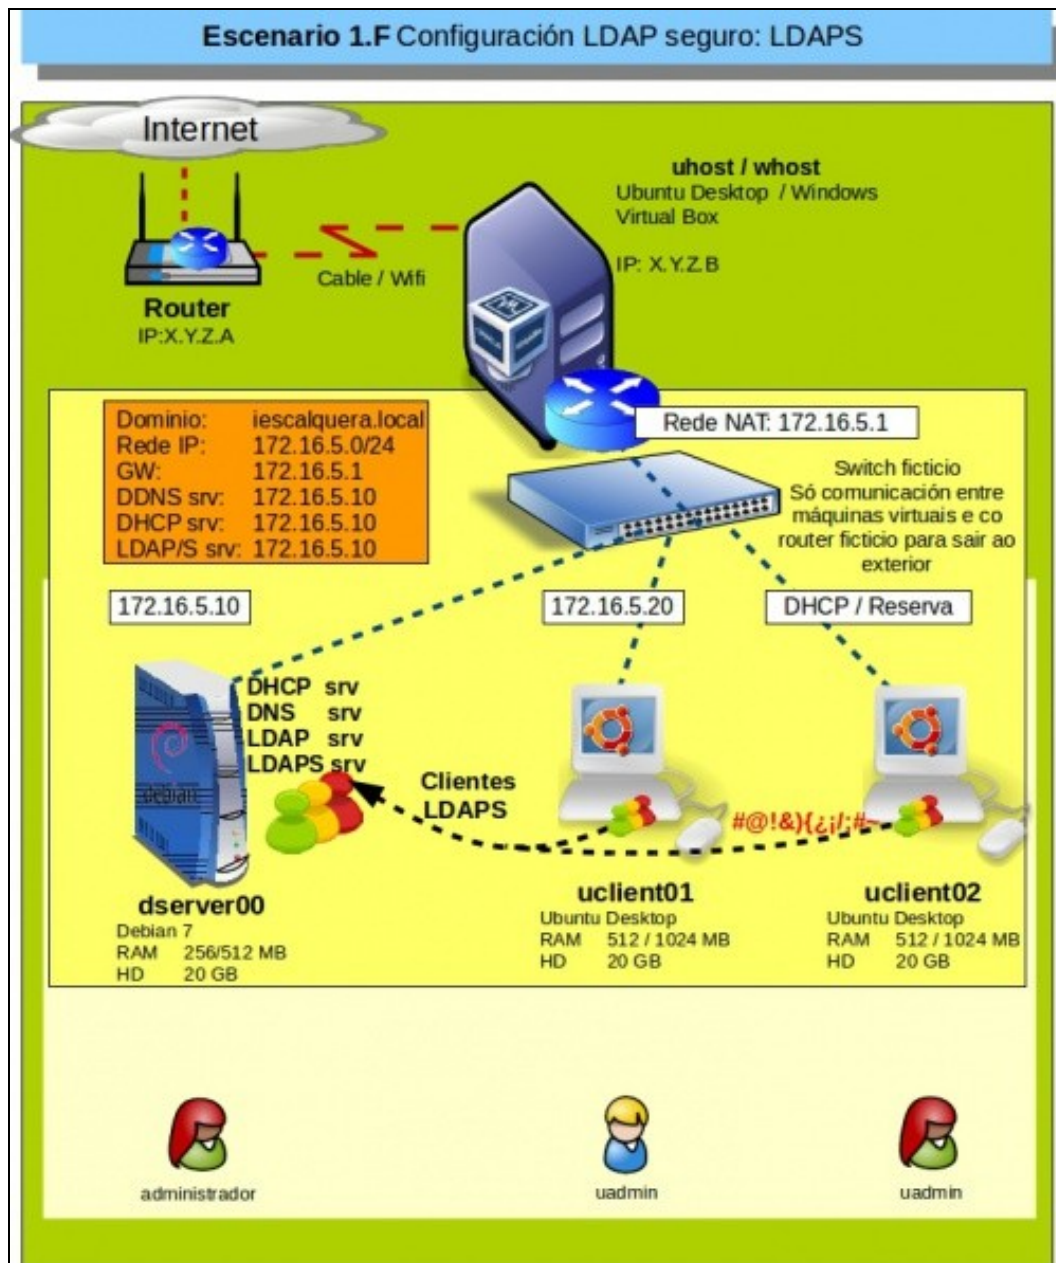 Escenario 1.F Configuración LDAP seguro: LDAPS
Internet
uhost / whost
Ubuntu Desktop / Windows
Virtual Box
IP: X.Y.Z.B
Cable / Wifi
Router
IP:X.Y.Z.A
Dominio: iescalquera.local
Rede IP: 172.16.5.0/24
GW: 172.16.5.1
DDNS srv: 172.16.5.10
DHCP srv: 172.16.5.10
LDAP/S srv: 172.16.5.10
Rede NAT: 172.16.5.1
Switch ficticio
Só comunicación entre
máquinas virtuais e co
router ficticio para sair ao
exterior
172.16.5.10
172.16.5.20
DHCP / Reserva
DHCP srv
DNS srv
LDAP srv
LDAPS srv
debian
Clientes
LDAPS
#@!&){¿¡/;#~
dserver00
Debian 7
RAM 256/512 MB
HD 20 GB
uclient01
Ubuntu Desktop
RAM 512 / 1024 MB
HD 20 GB
uclient02
Ubuntu Desktop
RAM 512 / 1024 MB
HD 20 GB
administrador
uadmin
uadmin